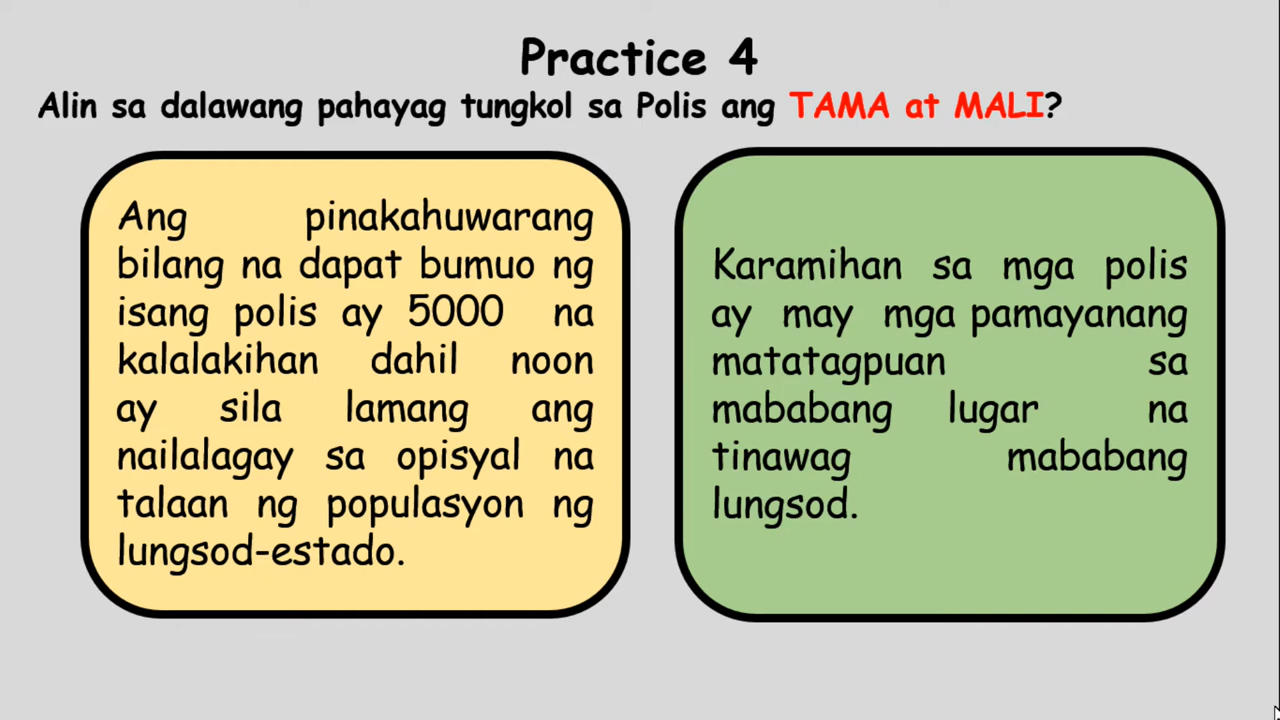 Practice 4
Alin sa dalawang pahayag tungkol sa Polis ang TAMA at MALI?
Ang pinakahuwarang
bilang na dapat bumuo ng
isang polis ay 5000 na
kalalakihan dahil noon
ay sila lamang ang
nailalagay sa opisyal na
talaan ng populasyon ng
lungsod-estado.
Karamihan sa mga polis
ay may mga pamayanang
matatagpuan sa
mababang lugar na
tinawag mababang
lungsod.